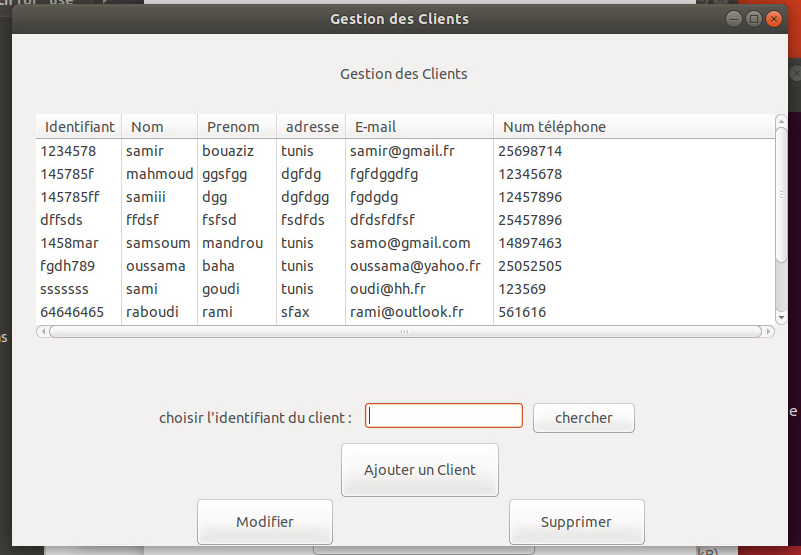 Gestion des Clients
Gestion des Clients
Identifiant Nom Prenom adresse E-mail Num téléphone
1234578 samir bouaziz tunis samir@gmail.fr 25698714
145785f mahmoud ggsfgg dgfdg fgfdggdfg 12345678
145785ff samiii dgg dgfdgg fgdgdg 12457896
dffsds ffdsf fsfsd fsdfds dfdsfdfsf 25457896
1458mar samsoum mandrou tunis samo@gmail.com 14897463
fgdh789 oussama baha tunis oussama@yahoo.fr 25052505
sssssss sami goudi tunis oudi@hh.fr 123569
64646465 raboudi rami sfax rami@outlook.fr 561616
choisir l'identifiant du client : chercher
Ajouter un Client
Modifier Supprimer